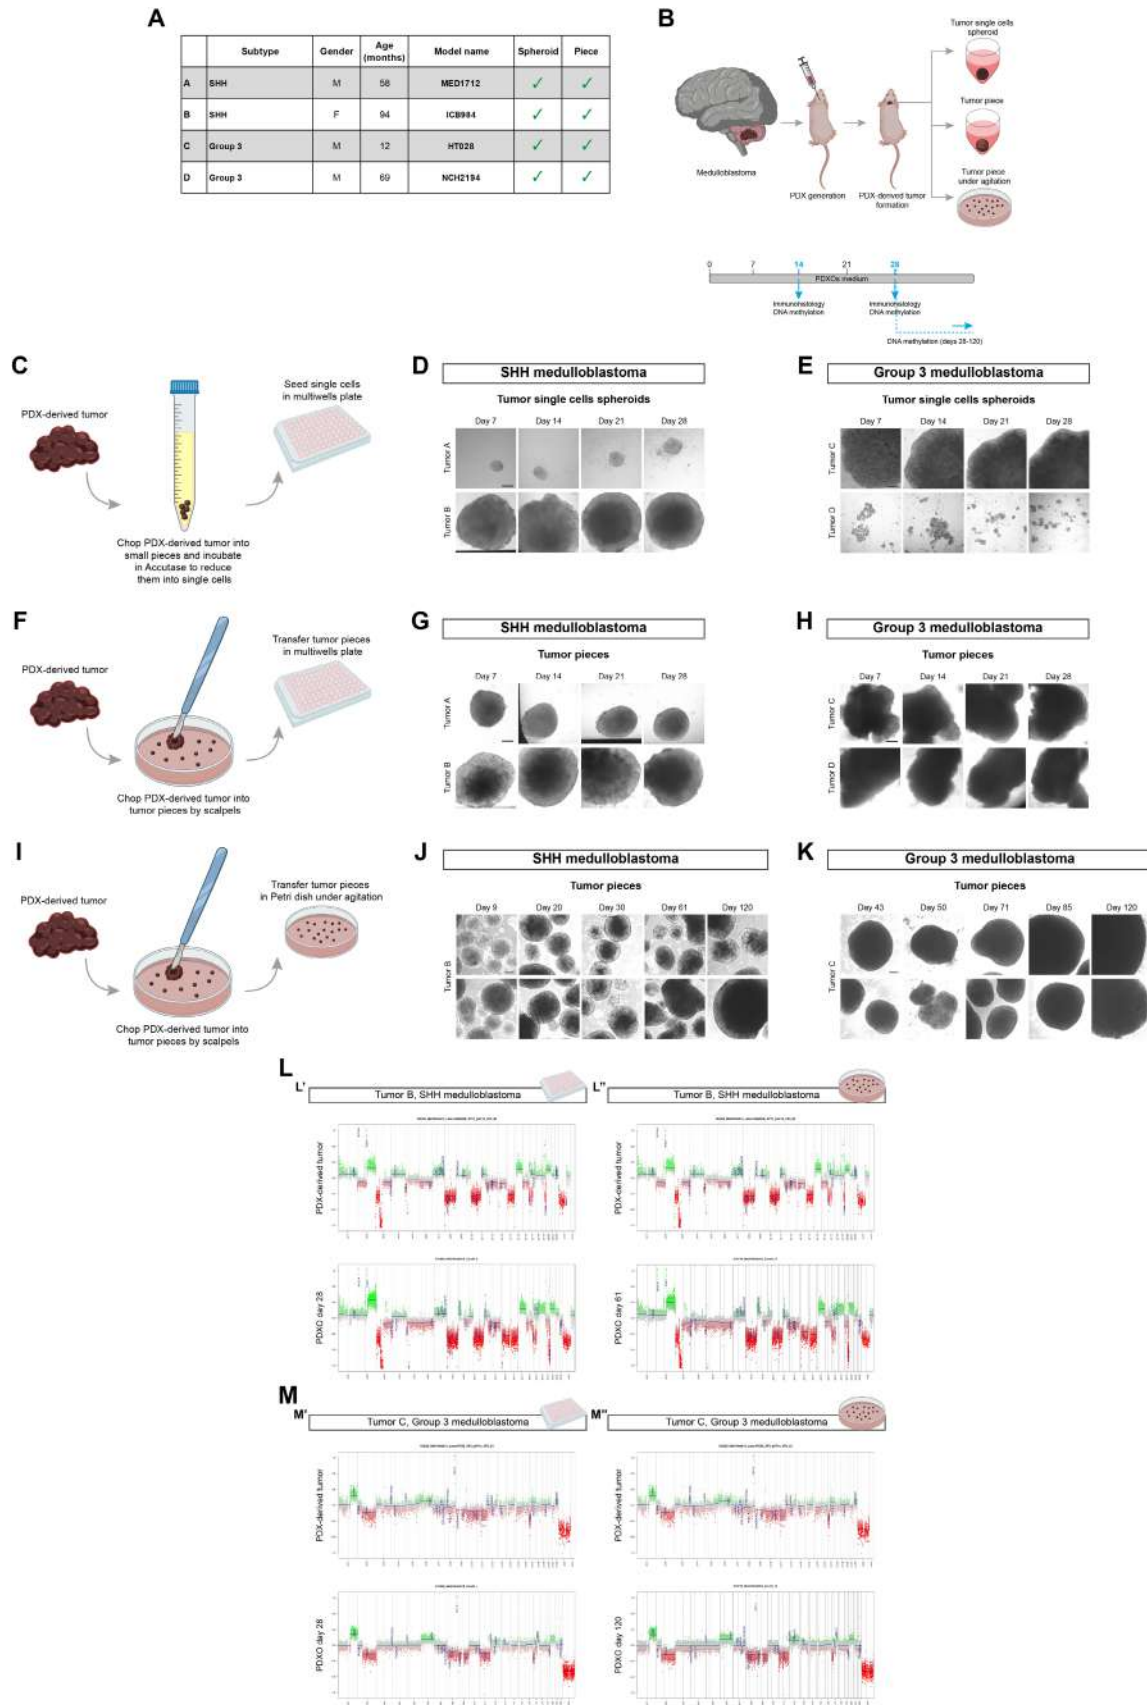 A
Subtype Gender Age (months) Model name Spheroid Piece
A SHH M 58 MED1712 ✓ ✓
B SHH F 94 ICB984 ✓ ✓
C Group 3 M 12 HT028 ✓ ✓
D Group 3 M 69 NCH2194 ✓ ✓
B
Tumor single cells
spheroid
Tumor piece
Tumor piece
under agitation
Medulloblastoma
PDX generation
PDX-derived tumor
formation
0 7 14 21 28
PDXOs medium
Immunohistology
DNA methylation
Immunohistology
DNA methylation
DNA methylation (days 28-120)
C
PDX-derived tumor
Seed single cells
in multiwells plate
Chop PDX-derived tumor into
small pieces and incubate
in Accutase to reduce
them into single cells
D
SHH medulloblastoma
Tumor single cells spheroids
Day 7 Day 14 Day 21 Day 28
Tumor A
Tumor B
E
Group 3 medulloblastoma
Tumor single cells spheroids
Day 7 Day 14 Day 21 Day 28
Tumor C
Tumor D
F
PDX-derived tumor
Transfer tumor pieces
in multiwells plate
Chop PDX-derived tumor into
tumor pieces by scalpels
G
SHH medulloblastoma
Tumor pieces
Day 7 Day 14 Day 21 Day 28
Tumor A
Tumor B
H
Group 3 medulloblastoma
Tumor pieces
Day 7 Day 14 Day 21 Day 28
Tumor C
Tumor D
I
PDX-derived tumor
Transfer tumor pieces
in Petri dish under agitation
Chop PDX-derived tumor into
tumor pieces by scalpels
J
SHH medulloblastoma
Tumor pieces
Day 9 Day 20 Day 30 Day 61 Day 120
Tumor B
K
Group 3 medulloblastoma
Tumor pieces
Day 43 Day 50 Day 71 Day 85 Day 120
Tumor C
L
L'
Tumor B, SHH medulloblastoma
L"
Tumor B, SHH medulloblastoma
PDX-derived tumor
PDX-derived tumor
PDXO day 28
PDXO day 61
M
M'
Tumor C, Group 3 medulloblastoma
M"
Tumor C, Group 3 medulloblastoma
PDX-derived tumor
PDX-derived tumor
PDXO day 28
PDXO day 120